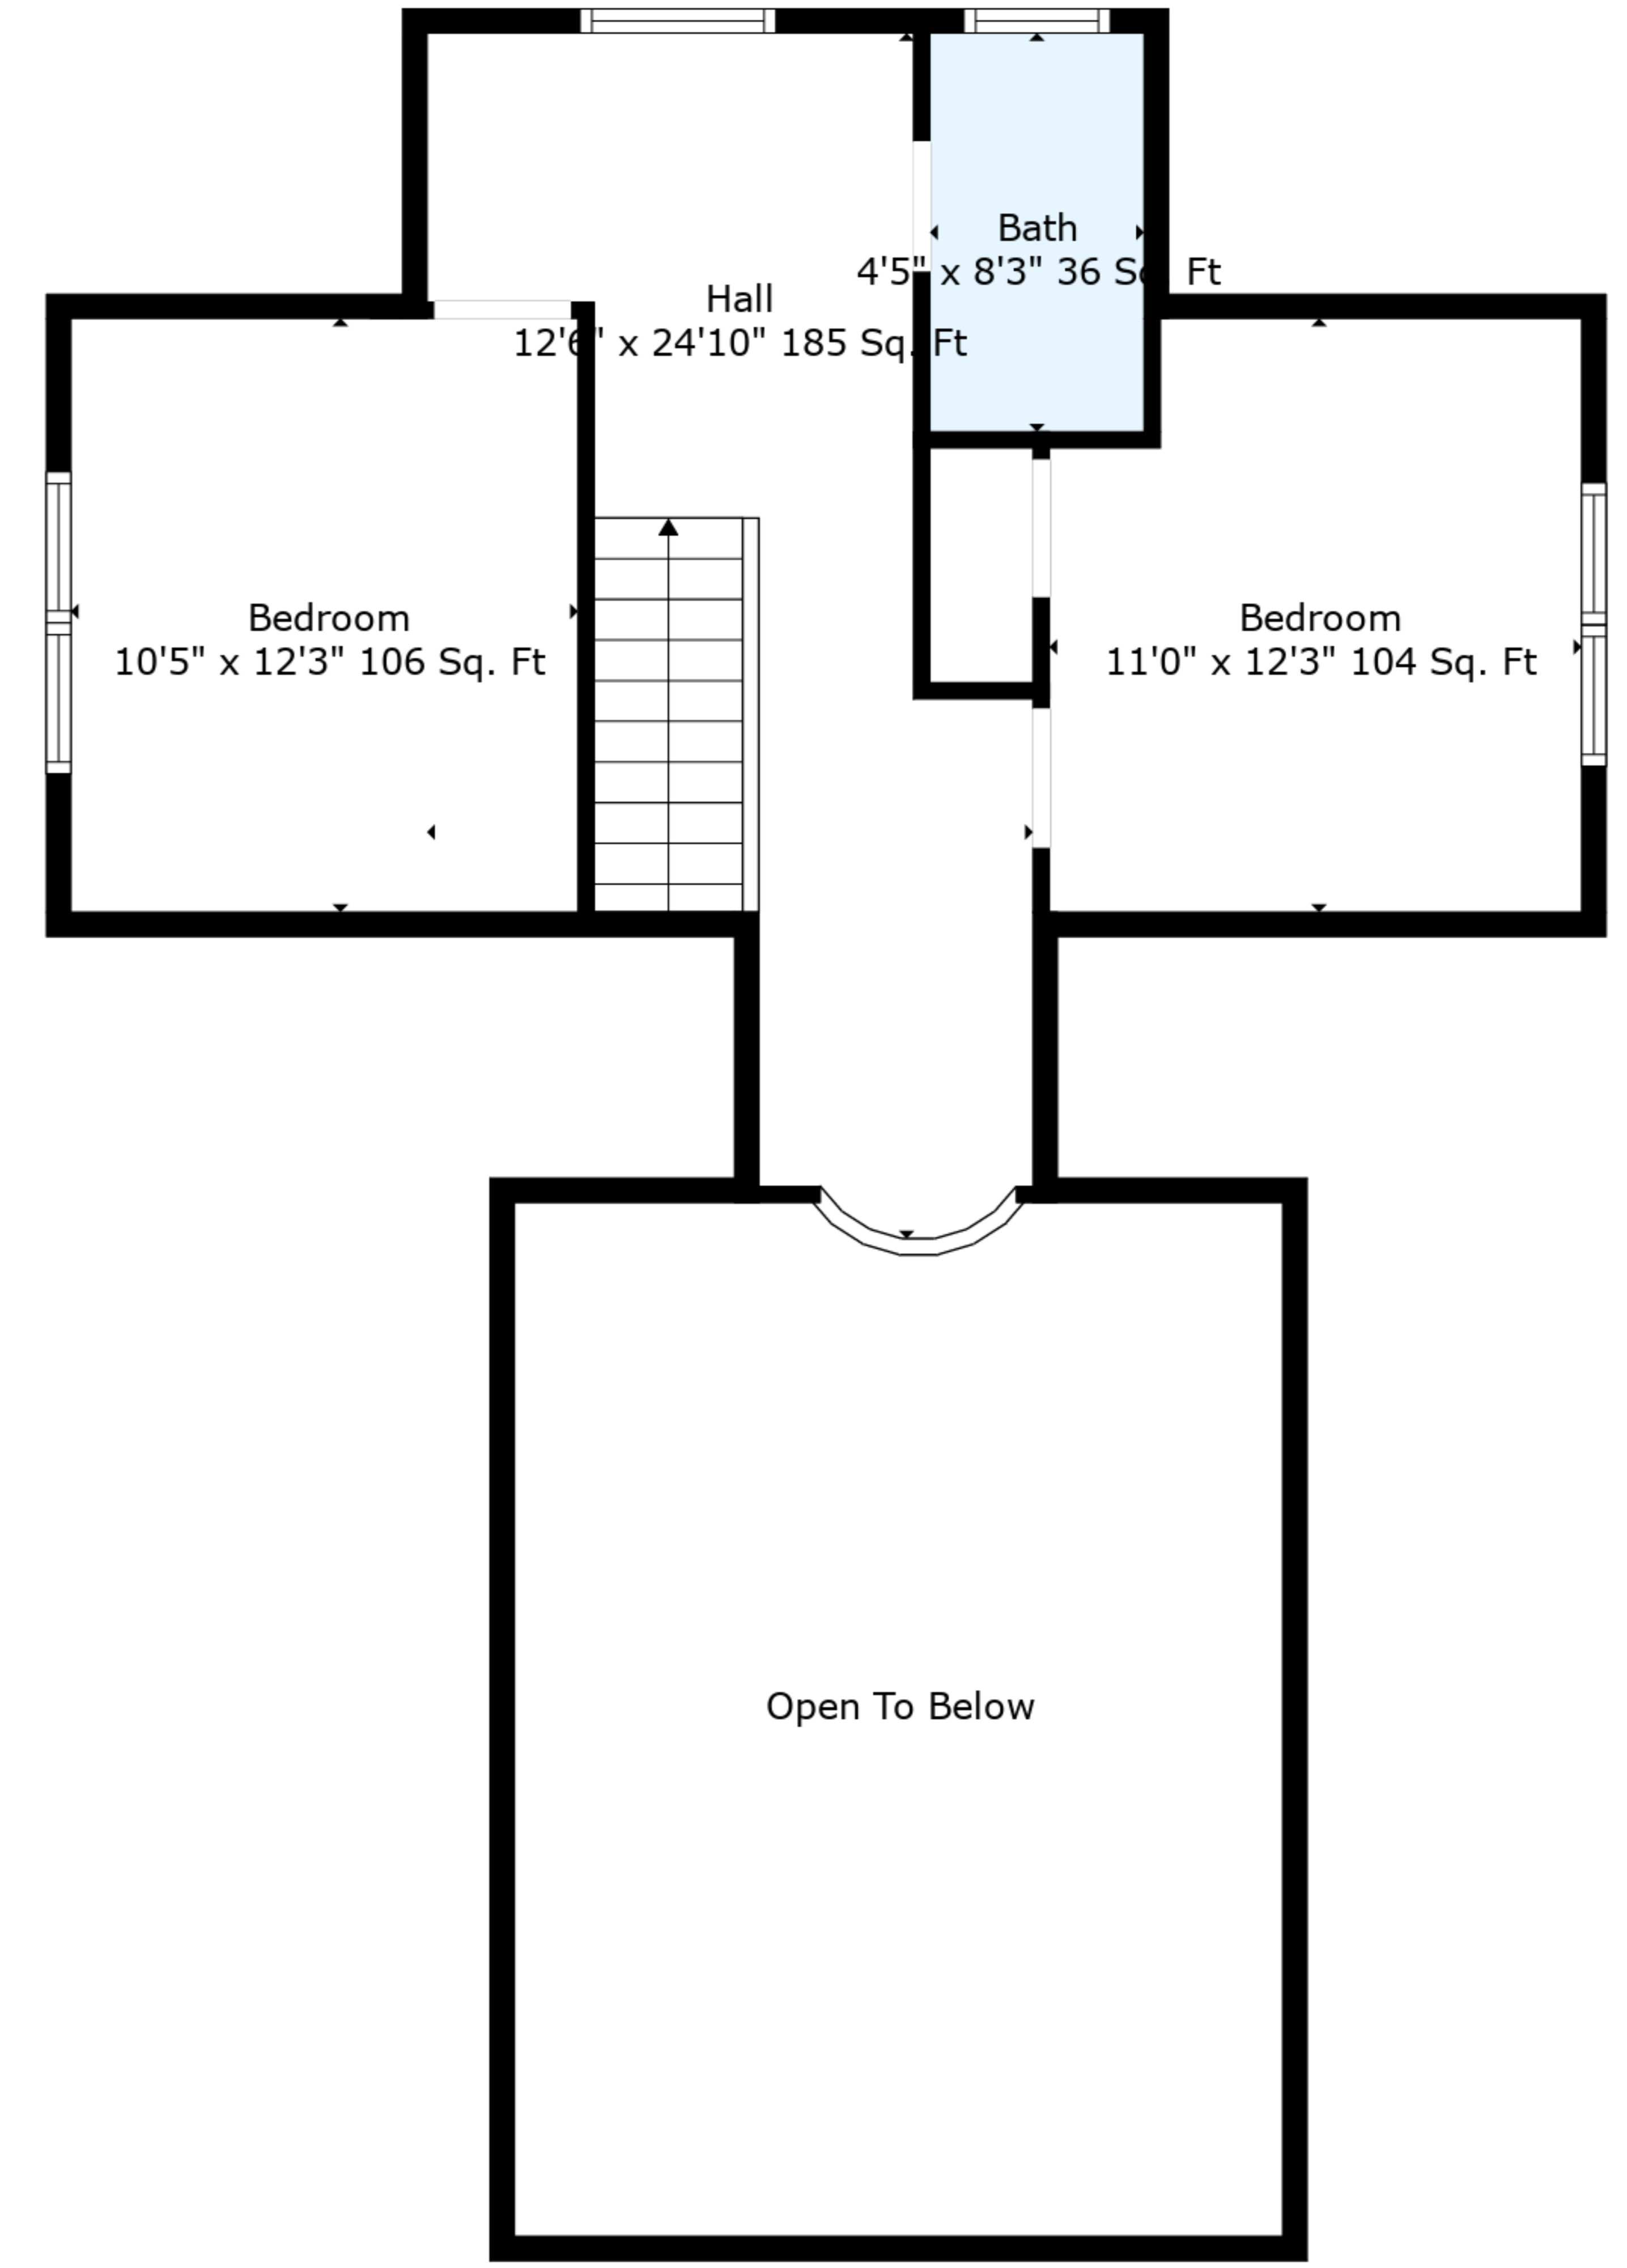 Bath
4'5" x 8'3" 36 Sq. Ft
Hall
12'6" x 24'10" 185 Sq. Ft
Bedroom
10'5" x 12'3" 106 Sq. Ft
Bedroom
11'0" x 12'3" 104 Sq. Ft
Open To Below